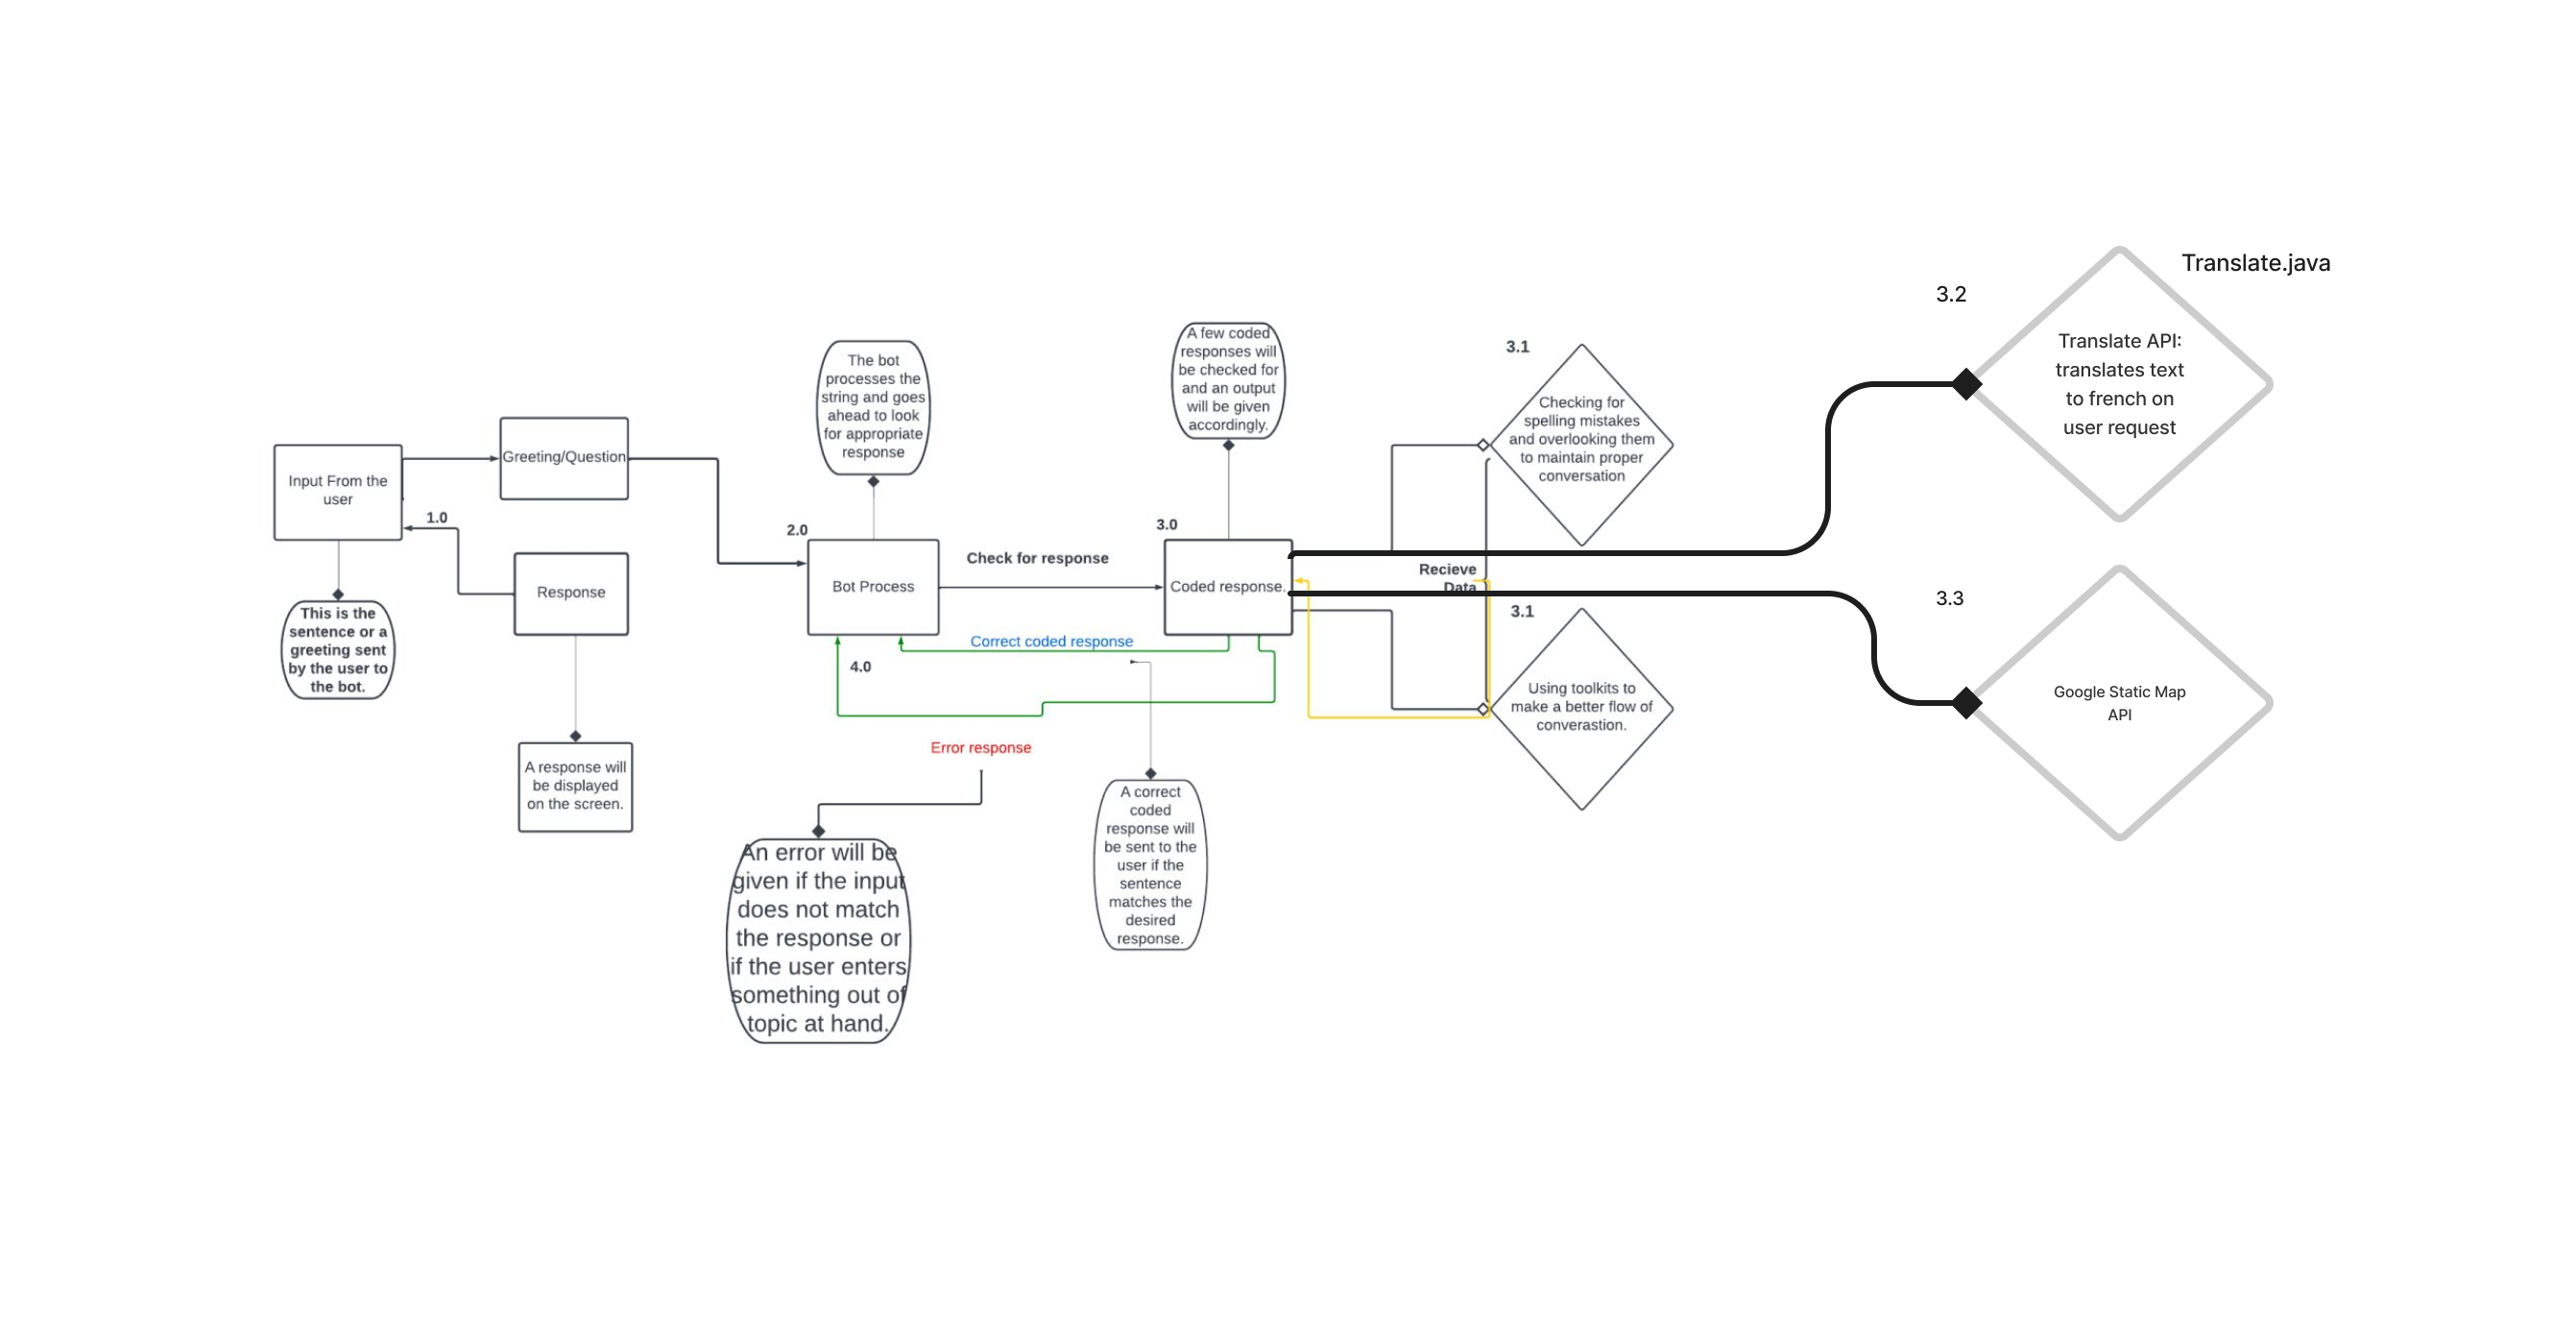 Input From the
user
1.0
This is the
sentence or a
greeting sent
by the user to
the bot.
Greeting/Question
Response
A response will
be displayed
on the screen.
The bot
processes the
string and goes
ahead to look
for appropriate
response
2.0
Bot Process
Check for response
3.0
Coded response.
A few coded
responses will
be checked for
and an output
will be given
accordingly.
Correct coded response
4.0
Error response
An error will be
given if the input
does not match
the response or
if the user enters
something out of
topic at hand.
A correct
coded
response will
be sent to the
user if the
sentence
matches the
desired
response.
3.1
Checking for
spelling mistakes
and overlooking them
to maintain proper
conversation
Recieve
Data
3.1
Using toolkits to
make a better flow of
converastion.
Translate.java
3.2
Translate API:
translates text
to french on
user request
3.3
Google Static Map
API